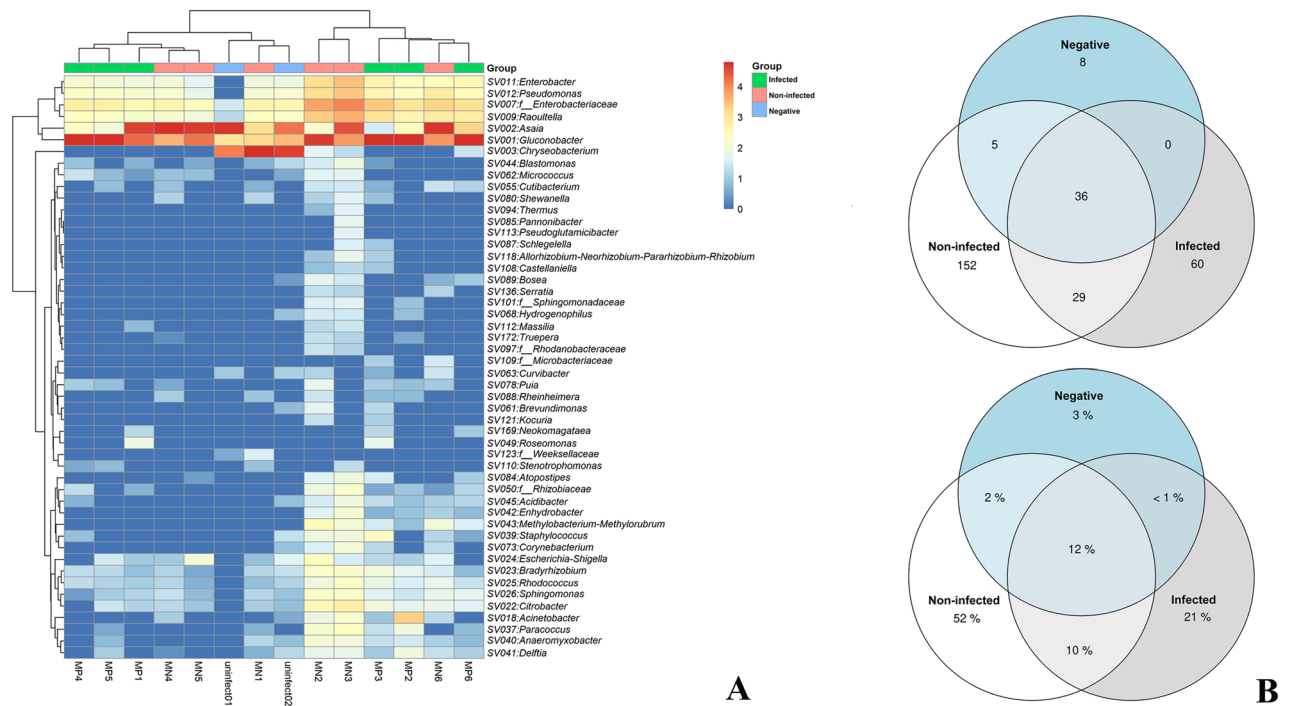 Group
SV011:Enterobacter
SV012:Pseudomonas
SV007:f__Enterobacteriaceae
SV009:Raoultella
SV002:Asaia
SV001:Gluconobacter
SV003:Chryseobacterium
SV044:Blastomonas
SV062:Micrococcus
SV055:Cutibacterium
SV080:Shewanella
SV094:Thermus
SV085:Pannonibacter
SV113:Pseudoglutamicibacter
SV087:Schlegelella
SV118:Allorhizobium-Neorhizobium-Pararhizobium-Rhizobium
SV108:Castellaniella
SV089:Bosea
SV136:Serratia
SV101:f__Sphingomonadaceae
SV068:Hydrogenophilus
SV112:Massilia
SV172:Truepera
SV097:f__Rhodanobacteraceae
SV109:f__Microbacteriaceae
SV063:Curvibacter
SV078:Puia
SV088:Rheinheimera
SV061:Brevundimonas
SV121:Kocuria
SV169:Neokomagataea
SV049:Roseomonas
SV123:f__Weeksellaceae
SV110:Stenotrophomonas
SV084:Atopostipes
SV050:f__Rhizobiaceae
SV045:Acidibacter
SV042:Enhydrobacter
SV043:Methylobacterium-Methylorubrum
SV039:Staphylococcus
SV073:Corynebacterium
SV024:Escherichia-Shigella
SV023:Bradyrhizobium
SV025:Rhodococcus
SV026:Sphingomonas
SV022:Citrobacter
SV018:Acinetobacter
SV037:Paracoccus
SV040:Anaeromyxobacter
SV041:Delftia
MP4 MP5 MP1 MN4 MN5 uninfect01 MN1 uninfect02 MN2 MN3 MP3 MP2 MN6 MP6
4
3
2
1
0
Group
Infected
Non-infected
Negative
A
Negative
8
5
0
36
Non-infected
152
Infected
60
29
Negative
3 %
2 %
< 1 %
12 %
Non-infected
52 %
Infected
21 %
10 %
B